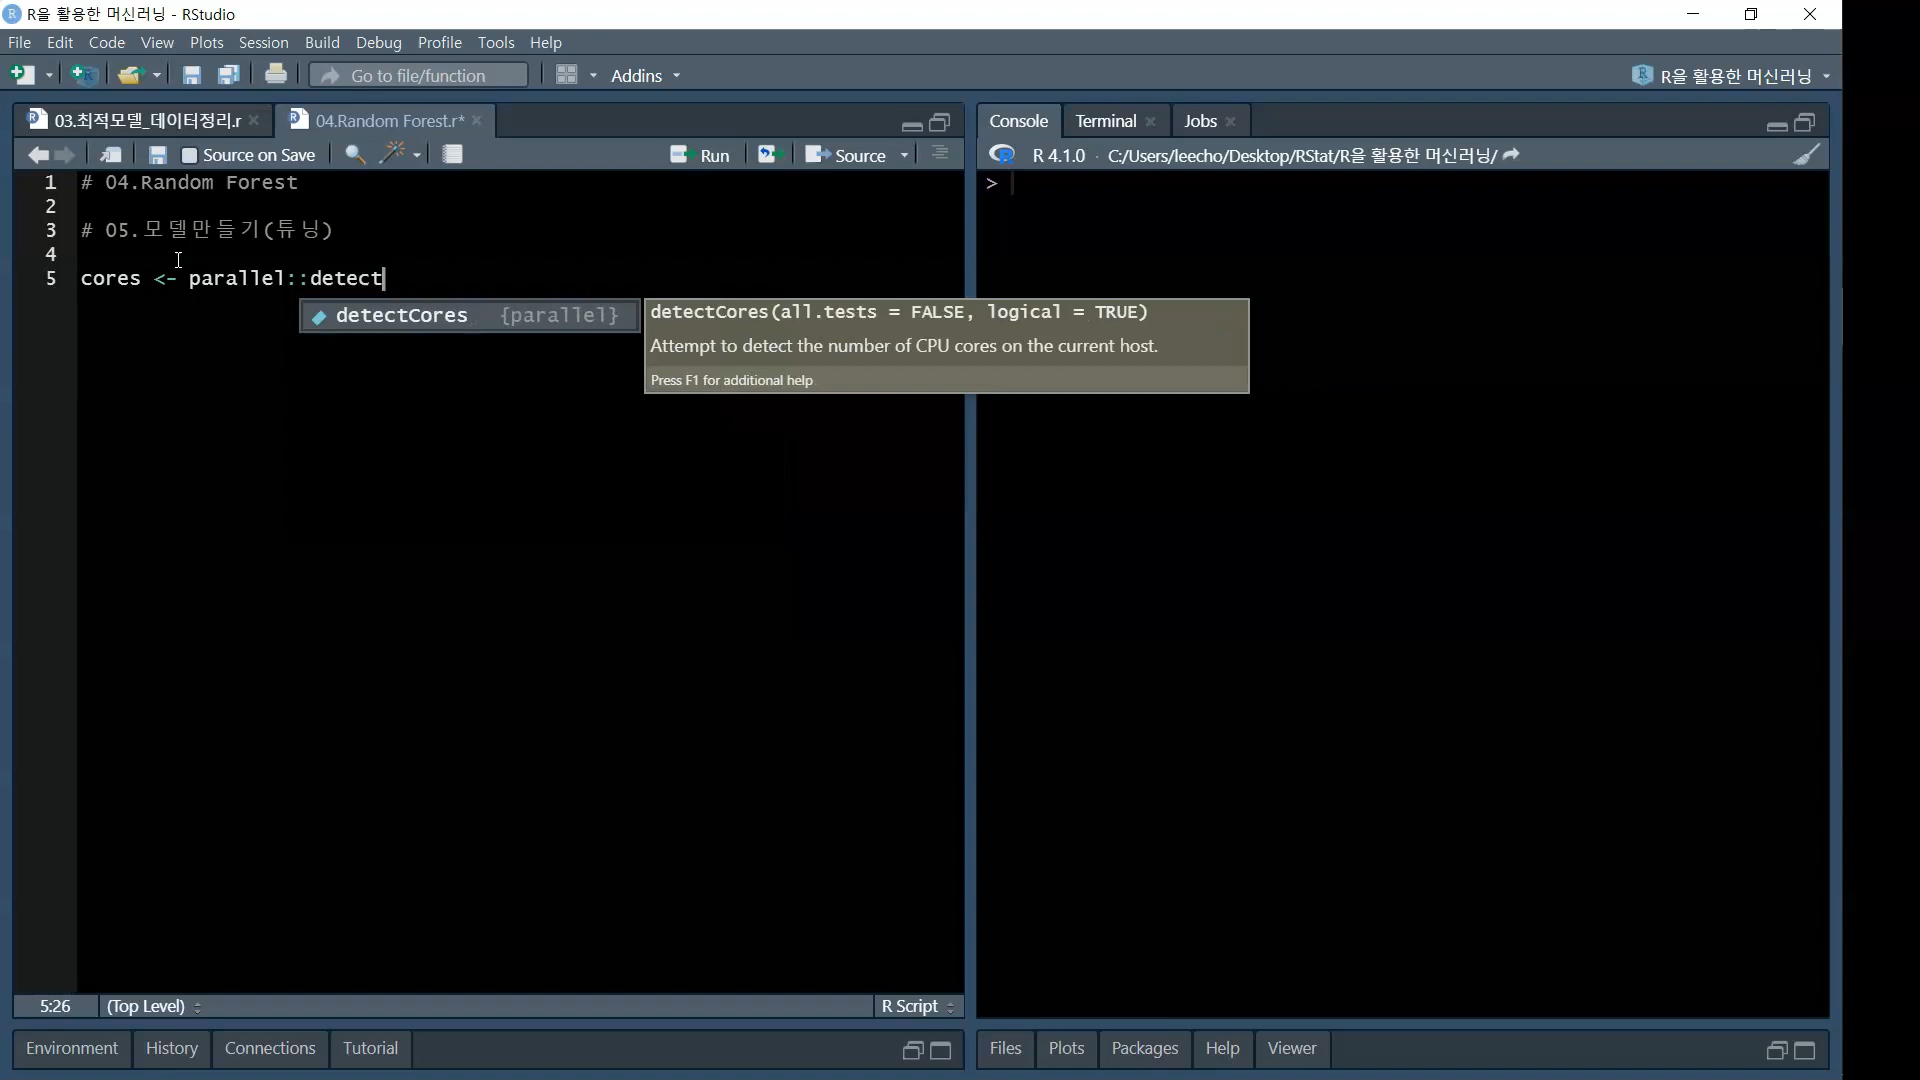 R을 활용한 머신러닝 - RStudio
File Edit Code View Plots Session Build Debug Profile Tools Help
Go to file/function Addins R을 활용한 머신러닝
03.최적모델_데이터정리.r 04.Random Forest.r*
Source on Save Run Source
1 # 04.Random Forest
2
3 # 05.모델만들기(튜닝)
4
5 cores <- parallel::detect
detectCores {parallel}
detectCores(all.tests = FALSE, logical = TRUE)
Attempt to detect the number of CPU cores on the current host.
Press F1 for additional help
5:26 (Top Level) R Script
Environment History Connections Tutorial
Console Terminal Jobs
R 4.1.0 · C:/Users/leecho/Desktop/RStat/R을 활용한 머신러닝/
>
Files Plots Packages Help Viewer